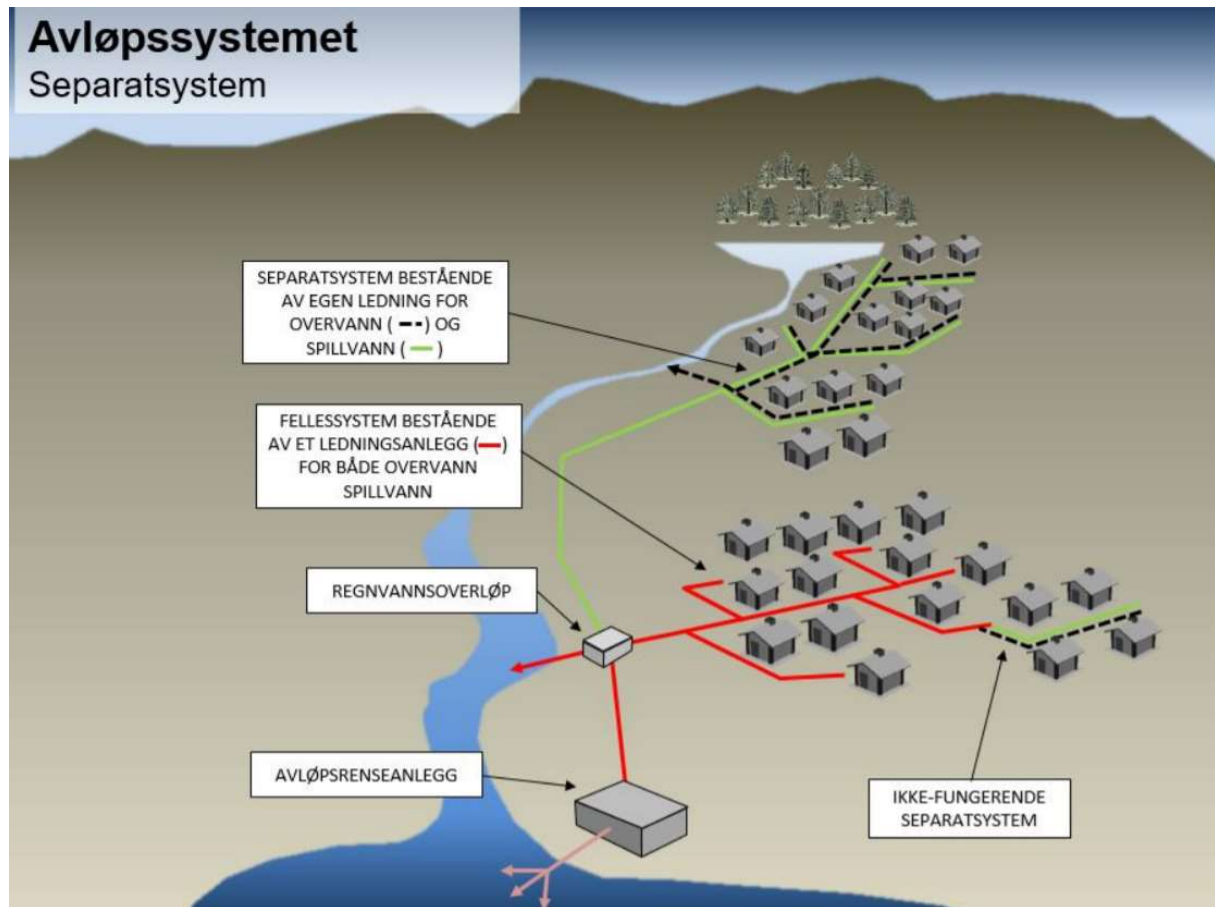 Avløpssystemet
Separatsystem
SEPARATSYSTEM BESTÅENDE
AV EGEN LEDNING FOR
OVERVANN ( ) OG
SPILLVANN ( )
FELLESSYSTEM BESTÅENDE
AV ET LEDNINGSANLEGG ( )
FOR BÅDE OVERVANN
SPILLVANN
REGNVANNSOVERLØP
AVLØPSRENSEANLEGG
IKKE-FUNGERENDE
SEPARATSYSTEM